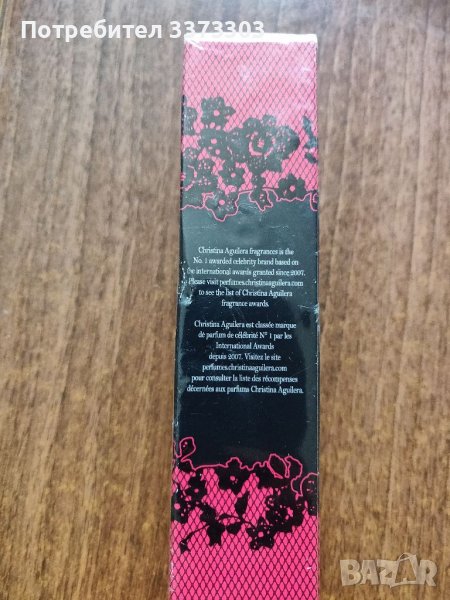 Потребител 3373303
Christina Aguilera fragrances is the
No. 1 awarded celebrity brand based on
the international awards granted since 2007.
Please visit perfumes.christinaaguilera.com
to see the list of Christina Aguilera
fragrance awards.
Christina Aguilera est classée marque
de parfum de célébrité N° 1 par les
International Awards
depuis 2007. Visitez le site
perfumes.christinaaguilera.com
pour consulter la liste des récompenses
décernées aux parfums Christina Aguilera.
BAZAR